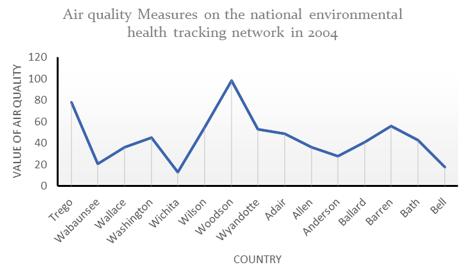 Air quality Measures on the national environmental
health tracking network in 2004
VALUE OF AIR QUALITY
120
100
80
60
40
20
0
Trego
Wabaunsee
Wallace
Washington
Wichita
Wilson
Woodson
Wyandotte
Adair
Allen
Anderson
Ballard
Barren
Bath
Bell
COUNTRY